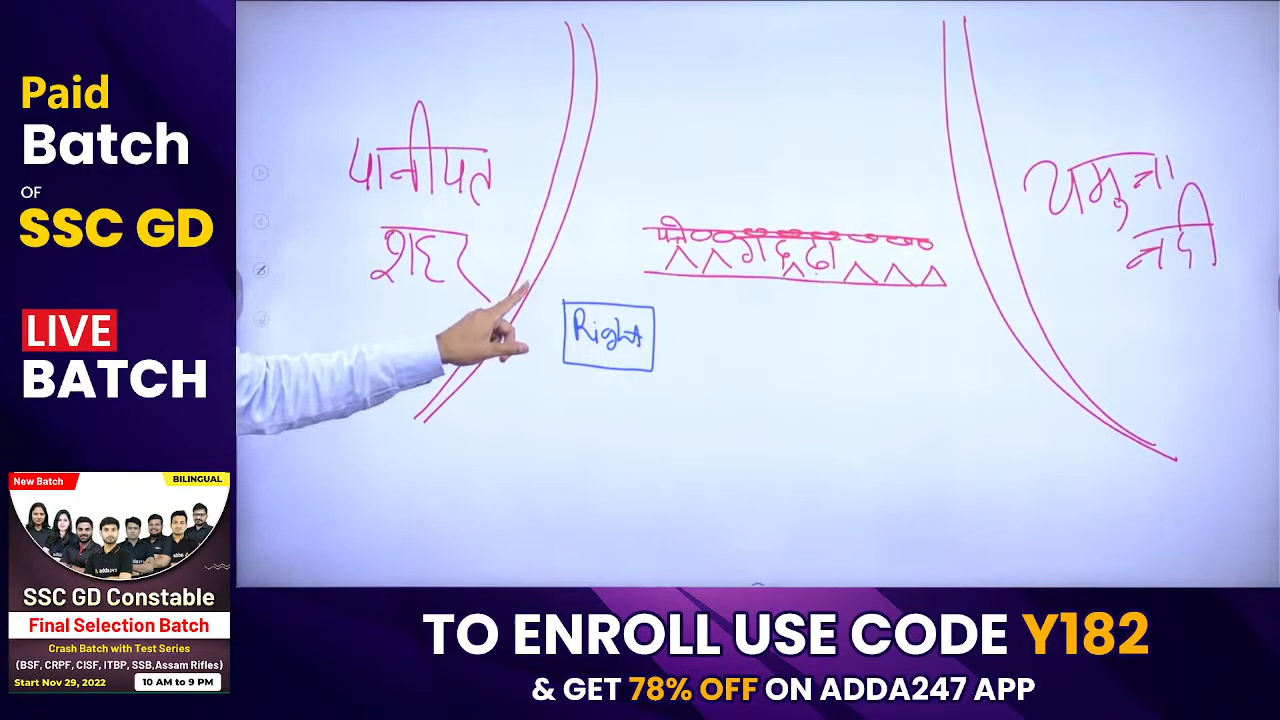 Paid
Batch
OF
SSC GD
LIVE
BATCH
New Batch
BILINGUAL
SSC GD Constable
Final Selection Batch
Crash Batch with Test Series
(BSF, CRPF, CISF, ITBP, SSB,Assam Rifles)
Start Nov 29, 2022
10 AM to 9 PM
पानीपत
शहर
गड्ढा
Right
यमुना
नदी
TO ENROLL USE CODE Y182
& GET 78% OFF ON ADDA247 APP